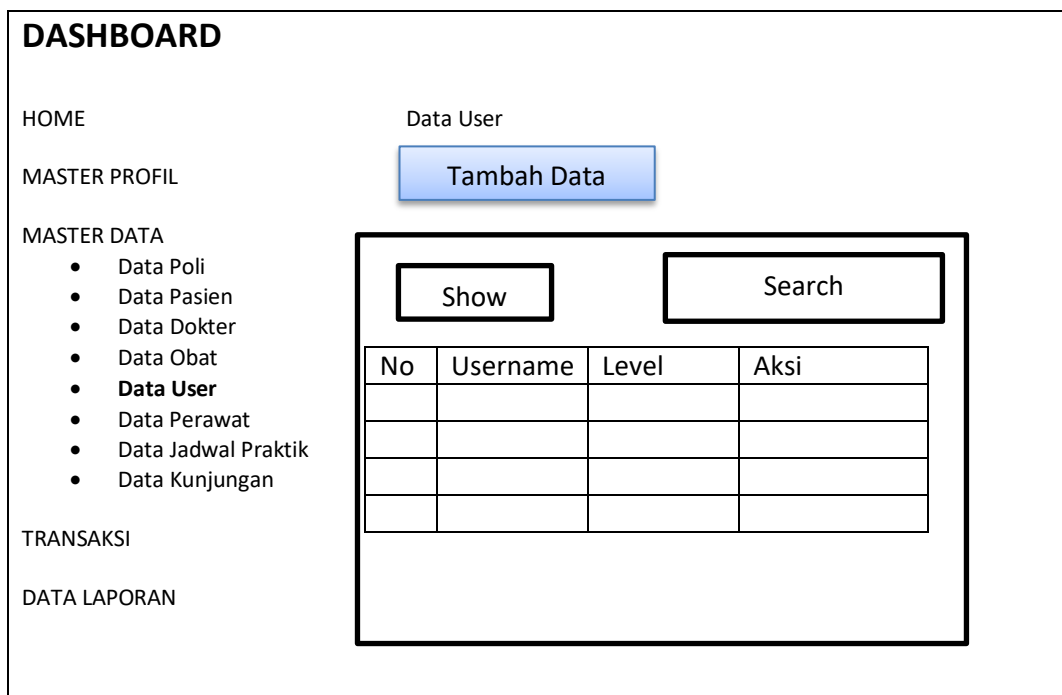 DASHBOARD
HOME
MASTER PROFIL
MASTER DATA
• Data Poli
• Data Pasien
• Data Dokter
• Data Obat
• Data User
• Data Perawat
• Data Jadwal Praktik
• Data Kunjungan
TRANSAKSI
DATA LAPORAN
Data User
Tambah Data
Show
Search
No Username Level Aksi